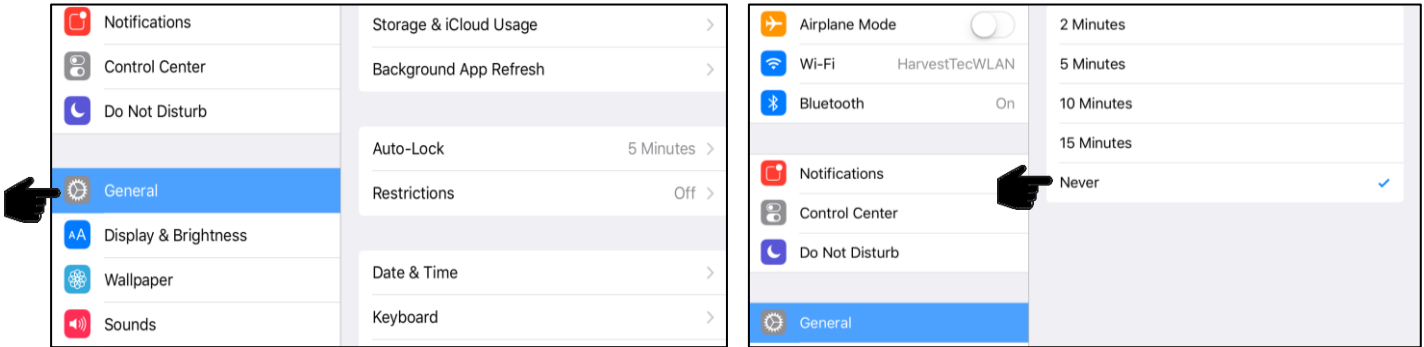 Notifications
Control Center
Do Not Disturb
General
AA Display & Brightness
Wallpaper
Sounds
Storage & iCloud Usage
Background App Refresh
Auto-Lock 5 Minutes
Restrictions Off
Date & Time
Keyboard
Airplane Mode
Wi-Fi HarvestTecWLAN
Bluetooth On
Notifications
Control Center
Do Not Disturb
General
2 Minutes
5 Minutes
10 Minutes
15 Minutes
Never